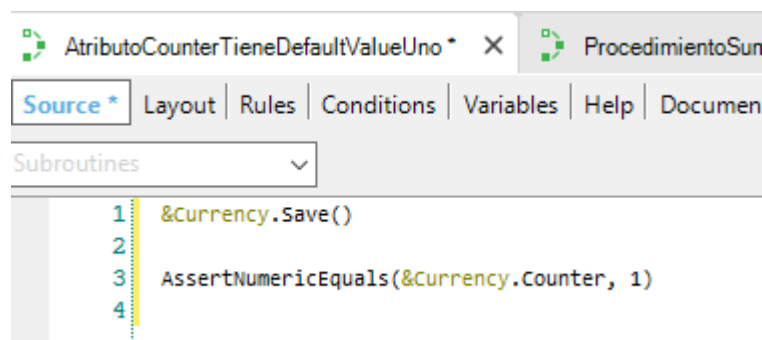 AtributoCounterTieneDefaultValueUno * ProcedimientoSum
Source * Layout Rules Conditions Variables Help Documen
Subroutines
1 &Currency.Save()
2
3 AssertNumericEquals(&Currency.Counter, 1)
4